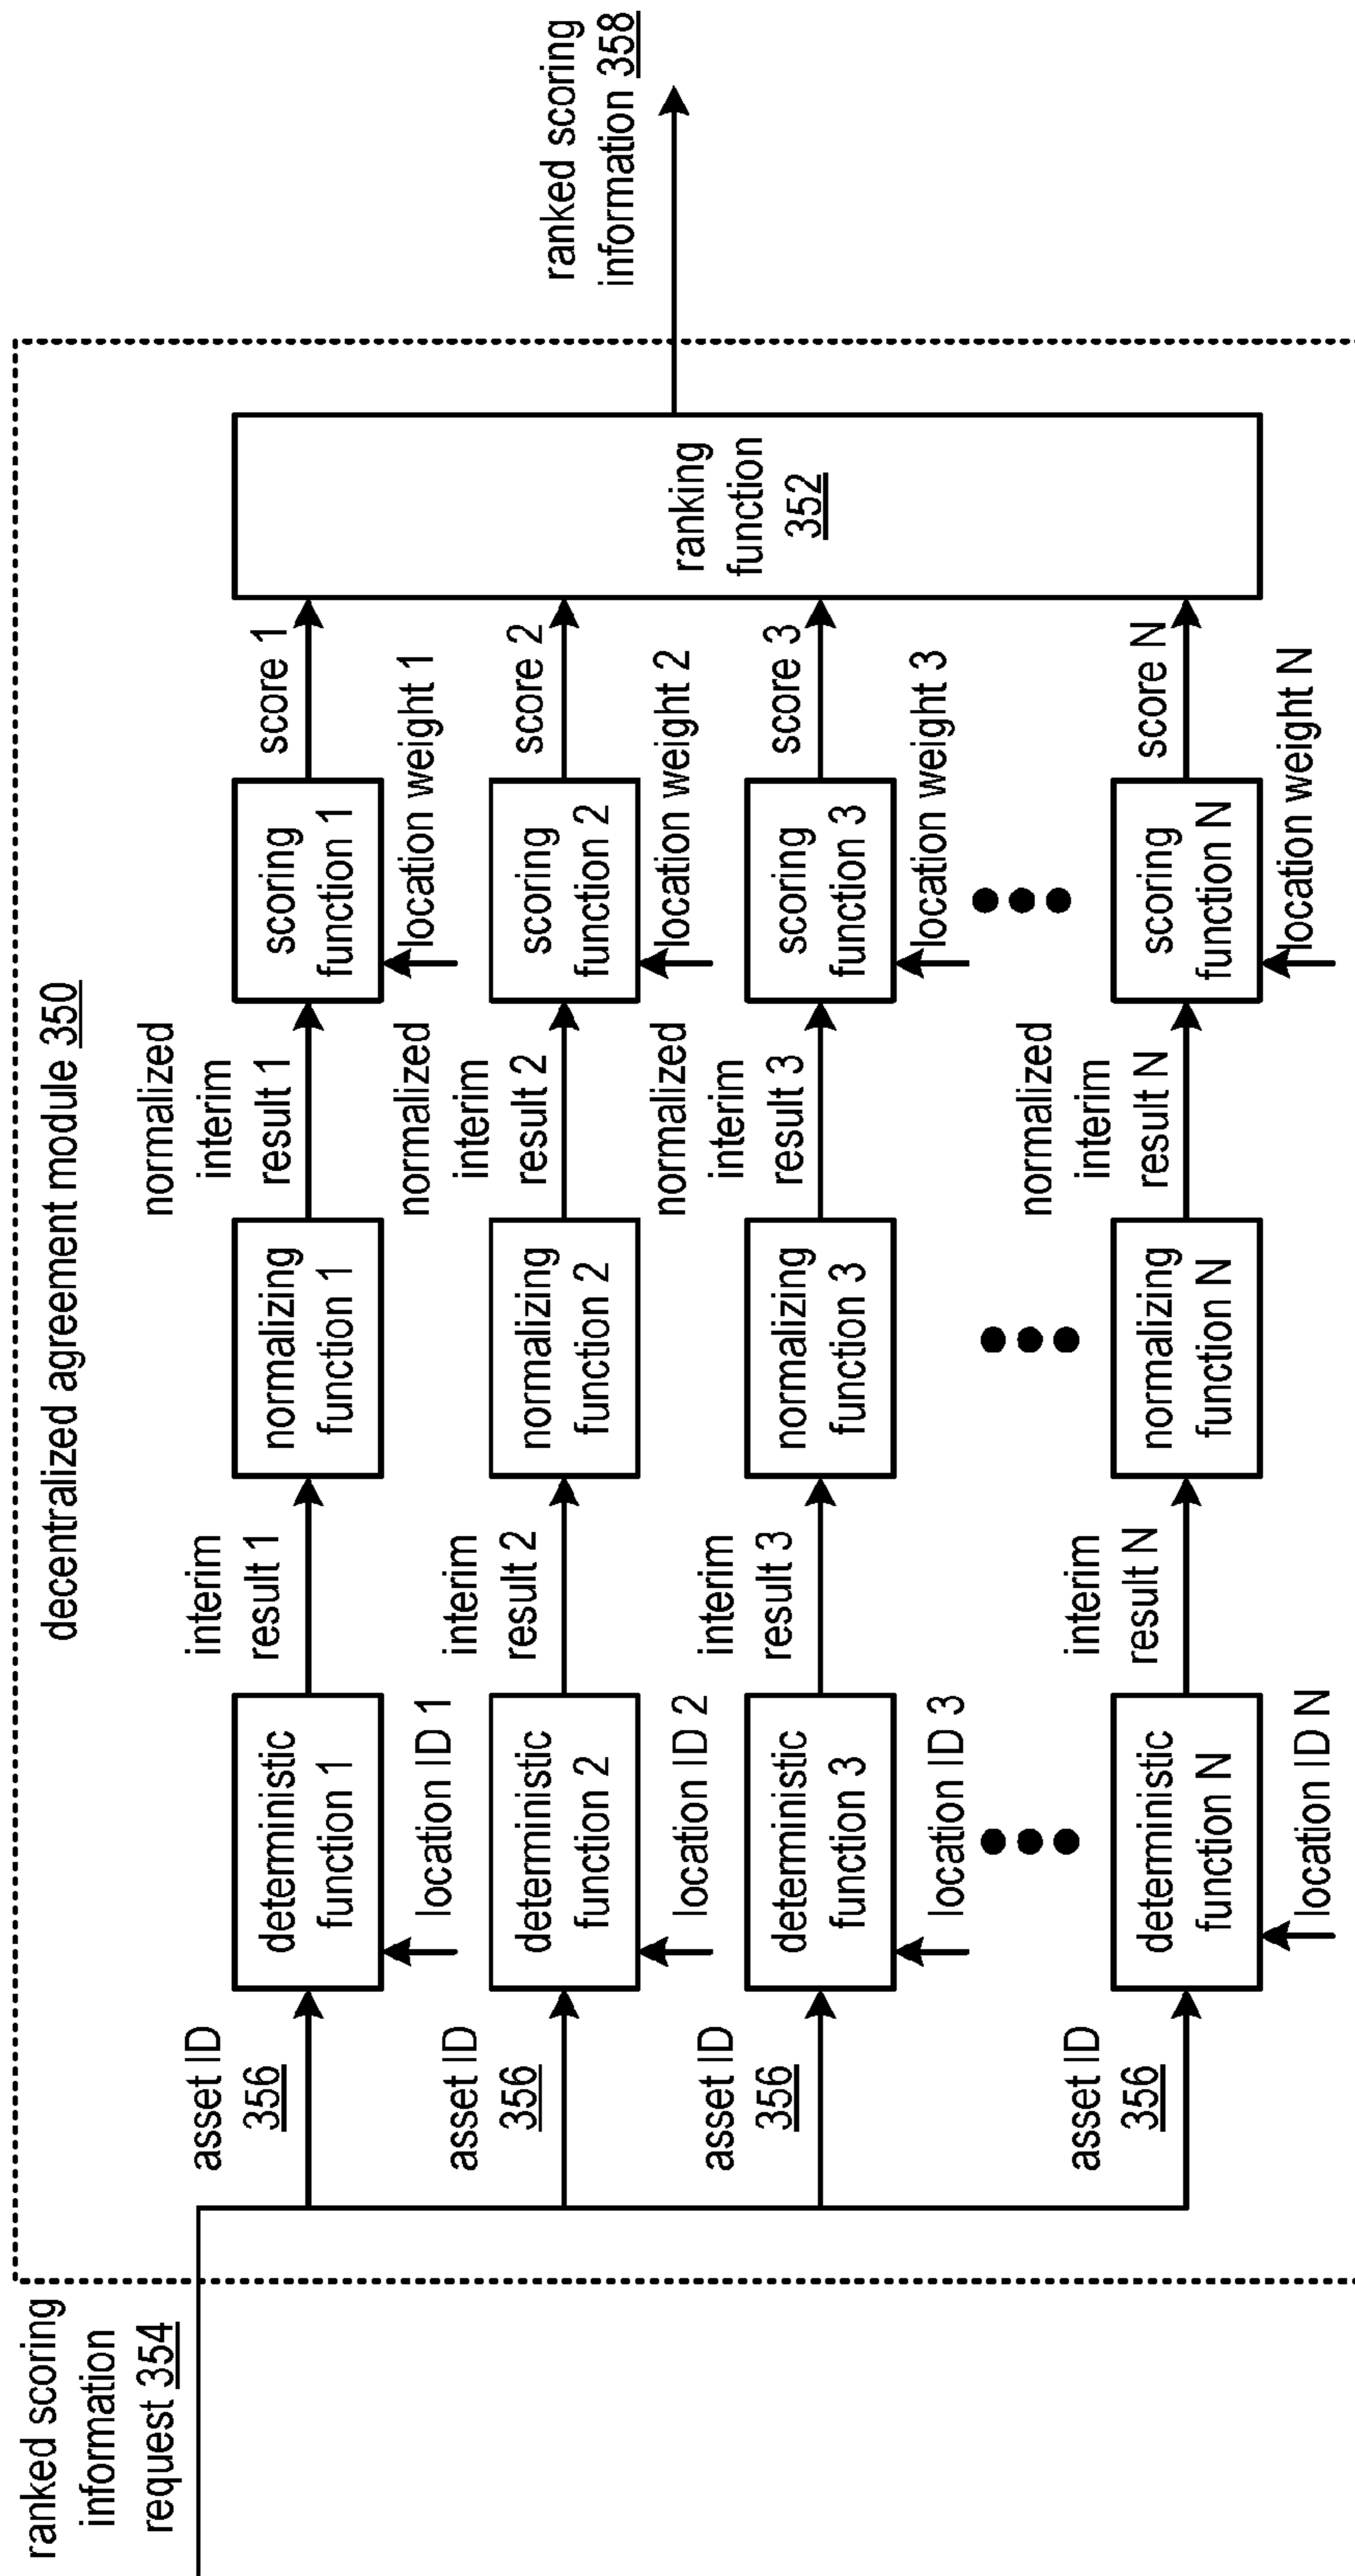 decentralized agreement module 350
ranked scoring
information
request 354
asset ID
356
deterministic
function 1
location ID 1
interim
result 1
normalizing
function 1
normalized
interim
result 1
scoring
function 1
location weight 1
score 1
asset ID
356
deterministic
function 2
location ID 2
interim
result 2
normalizing
function 2
normalized
interim
result 2
scoring
function 2
location weight 2
score 2
asset ID
356
deterministic
function 3
location ID 3
interim
result 3
normalizing
function 3
normalized
interim
result 3
scoring
function 3
location weight 3
score 3
asset ID
356
deterministic
function N
location ID N
interim
result N
normalizing
function N
normalized
interim
result N
scoring
function N
location weight N
score N
ranking
function
352
ranked scoring
information 358